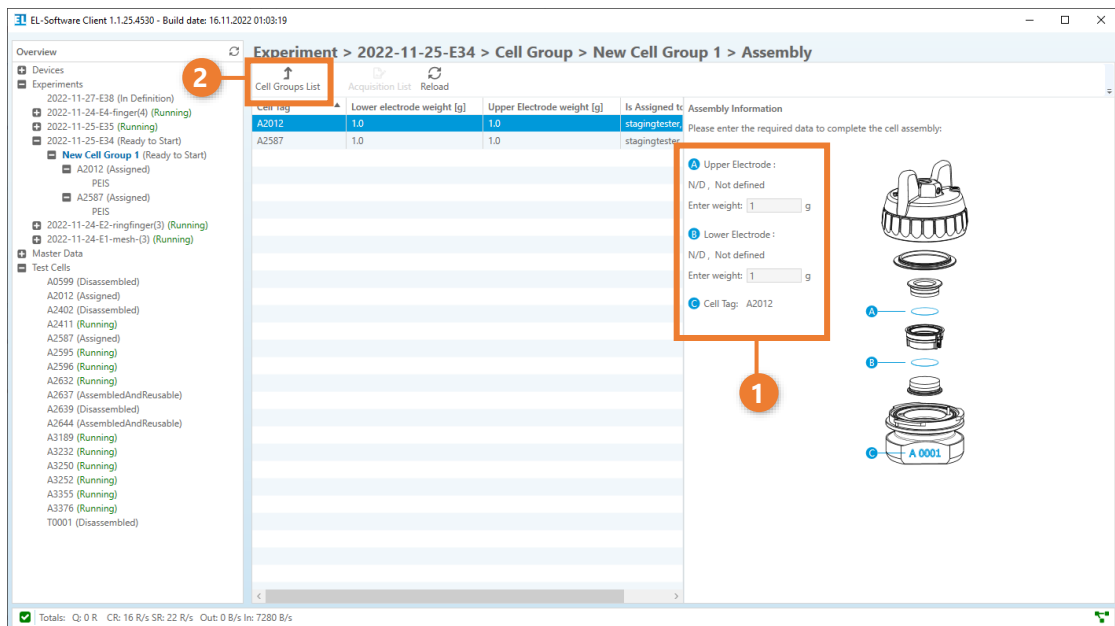 EL-Software Client 1.1.25.4530 - Build date: 16.11.2022 01:03:19
Overview
Devices
Experiments
2022-11-27-E38 (In Definition)
2022-11-24-E4-finger(4) (Running)
2022-11-25-E35 (Running)
2022-11-25-E34 (Ready to Start)
New Cell Group 1 (Ready to Start)
A2012 (Assigned)
PEIS
A2587 (Assigned)
PEIS
2022-11-24-E2-ringfinger(3) (Running)
2022-11-24-E1-mesh-(3) (Running)
Master Data
Test Cells
A0599 (Disassembled)
A2012 (Assigned)
A2402 (Disassembled)
A2411 (Running)
A2587 (Assigned)
A2595 (Running)
A2596 (Running)
A2632 (Running)
A2637 (AssembledAndReusable)
A2639 (Disassembled)
A2644 (AssembledAndReusable)
A3189 (Running)
A3232 (Running)
A3250 (Running)
A3252 (Running)
A3355 (Running)
A3376 (Running)
T0001 (Disassembled)
Experiment > 2022-11-25-E34 > Cell Group > New Cell Group 1 > Assembly
2
Cell Groups List Acquisition List Reload
Cell Tag Lower electrode weight [g] Upper Electrode weight [g] Is Assigned to
A2012 1.0 1.0 stagingtester,
A2587 1.0 1.0 stagingtester
Assembly Information
Please enter the required data to complete the cell assembly:
A Upper Electrode :
N/D , Not defined
Enter weight: 1 g
B Lower Electrode :
N/D , Not defined
Enter weight: 1 g
C Cell Tag: A2012
1
A
B
C A 0001
Totals: Q: 0 R CR: 16 R/s SR: 22 R/s Out: 0 B/s In: 7280 B/s